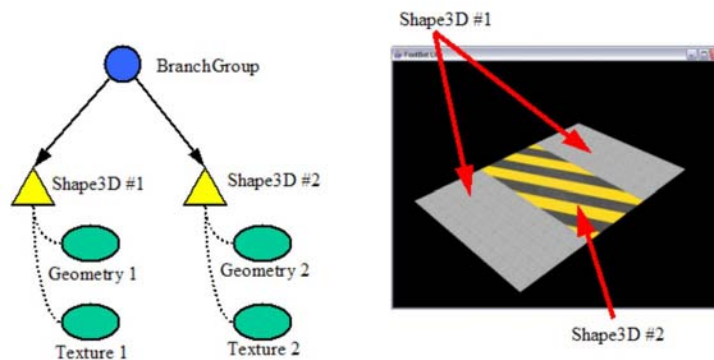 BranchGroup
Shape3D #1
Shape3D #2
Geometry 1
Geometry 2
Texture 1
Texture 2
Shape3D #1
Shape3D #2